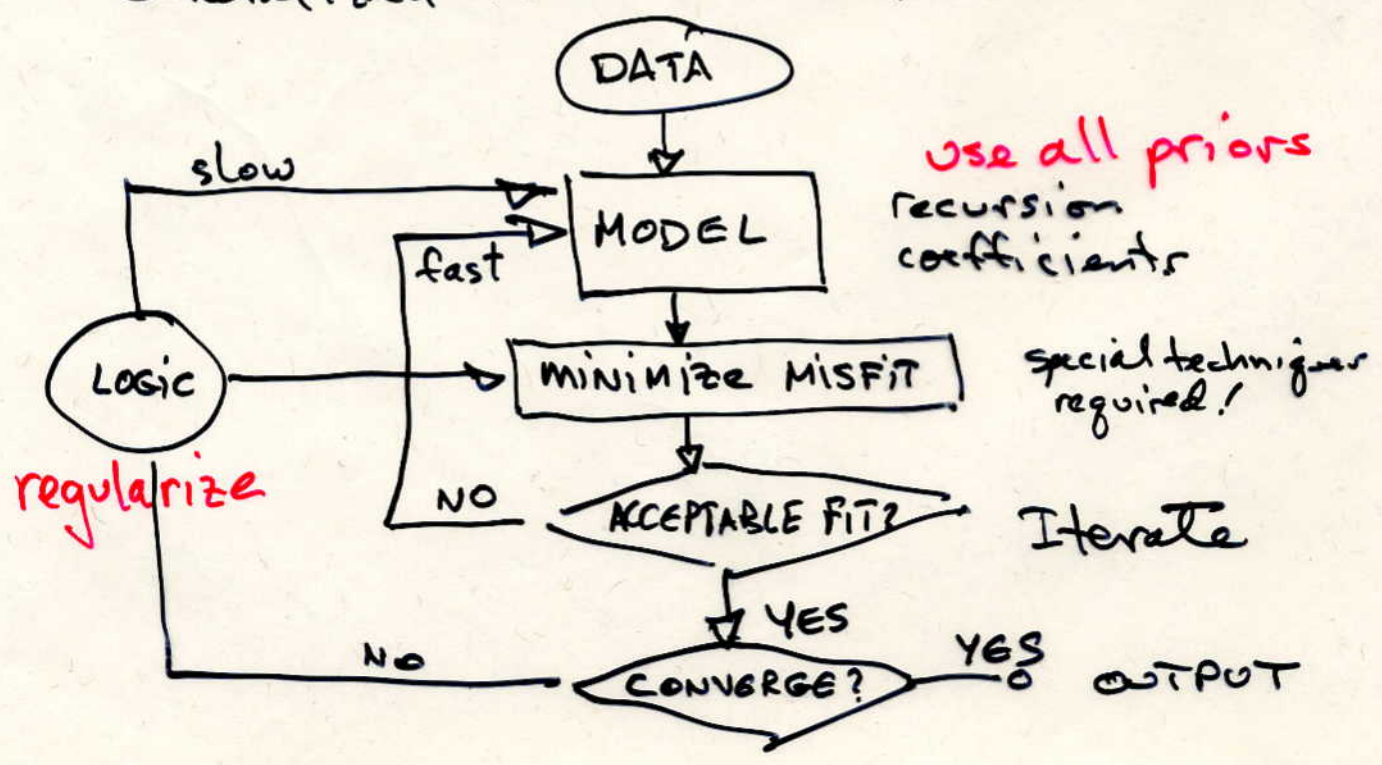 DATA
use all priors
slow
recursion
MODEL
coefficients
fast
MINIMIZE MISFIT
special techniques
required!
LOGIC
regularize
NO
ACCEPTABLE FIT?
Iterate
YES
NO
CONVERGE?
YES
OUTPUT